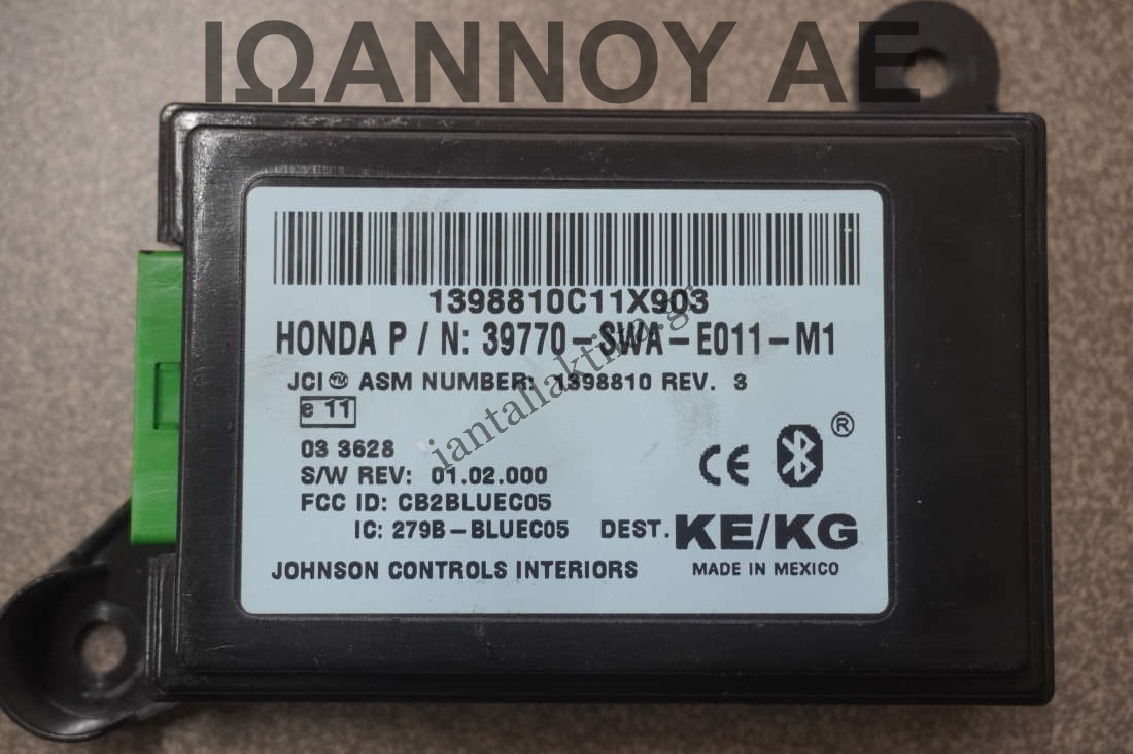 ΙΩΑΝΝΟΥ ΑΕ
1398810C11X903
HONDA P / N: 39770-SWA-E011-M1
JCI TM ASM NUMBER: 1398810 REV. 3
e 11
03 3628
S/W REV: 01.02.000
FCC ID: CB2BLUEC05
IC: 279B-BLUEC05 DEST. KE/KG
JOHNSON CONTROLS INTERIORS MADE IN MEXICO
CE ®
iantaliaktika.gr